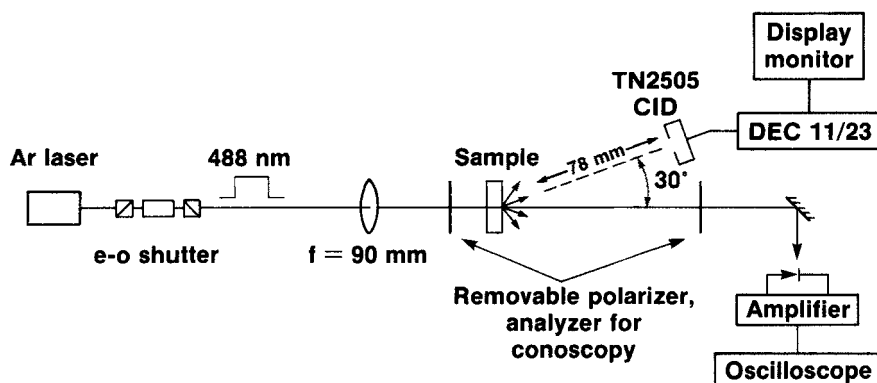 Display
monitor
TN2505
CID
DEC 11/23
Ar laser
488 nm
Sample
78 mm
30°
e-o shutter
f = 90 mm
Removable polarizer,
analyzer for
conoscopy
Amplifier
Oscilloscope